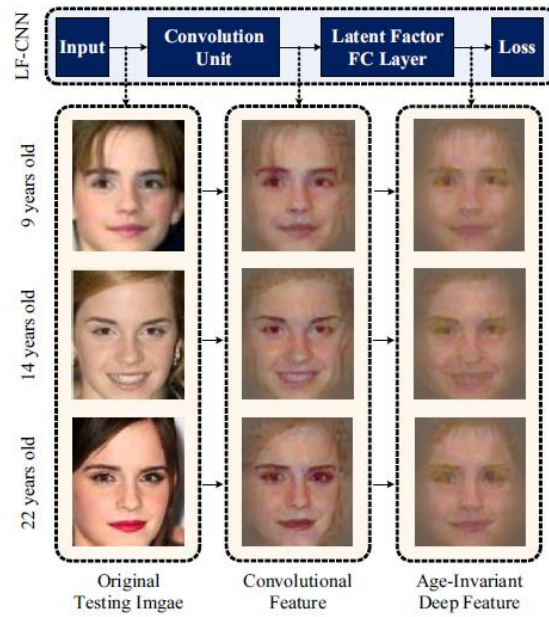 LF-CNN
Input
Convolution
Unit
Latent Factor
FC Layer
Loss
9 years old
14 years old
22 years old
Original
Testing Imgae
Convolutional
Feature
Age-Invariant
Deep Feature